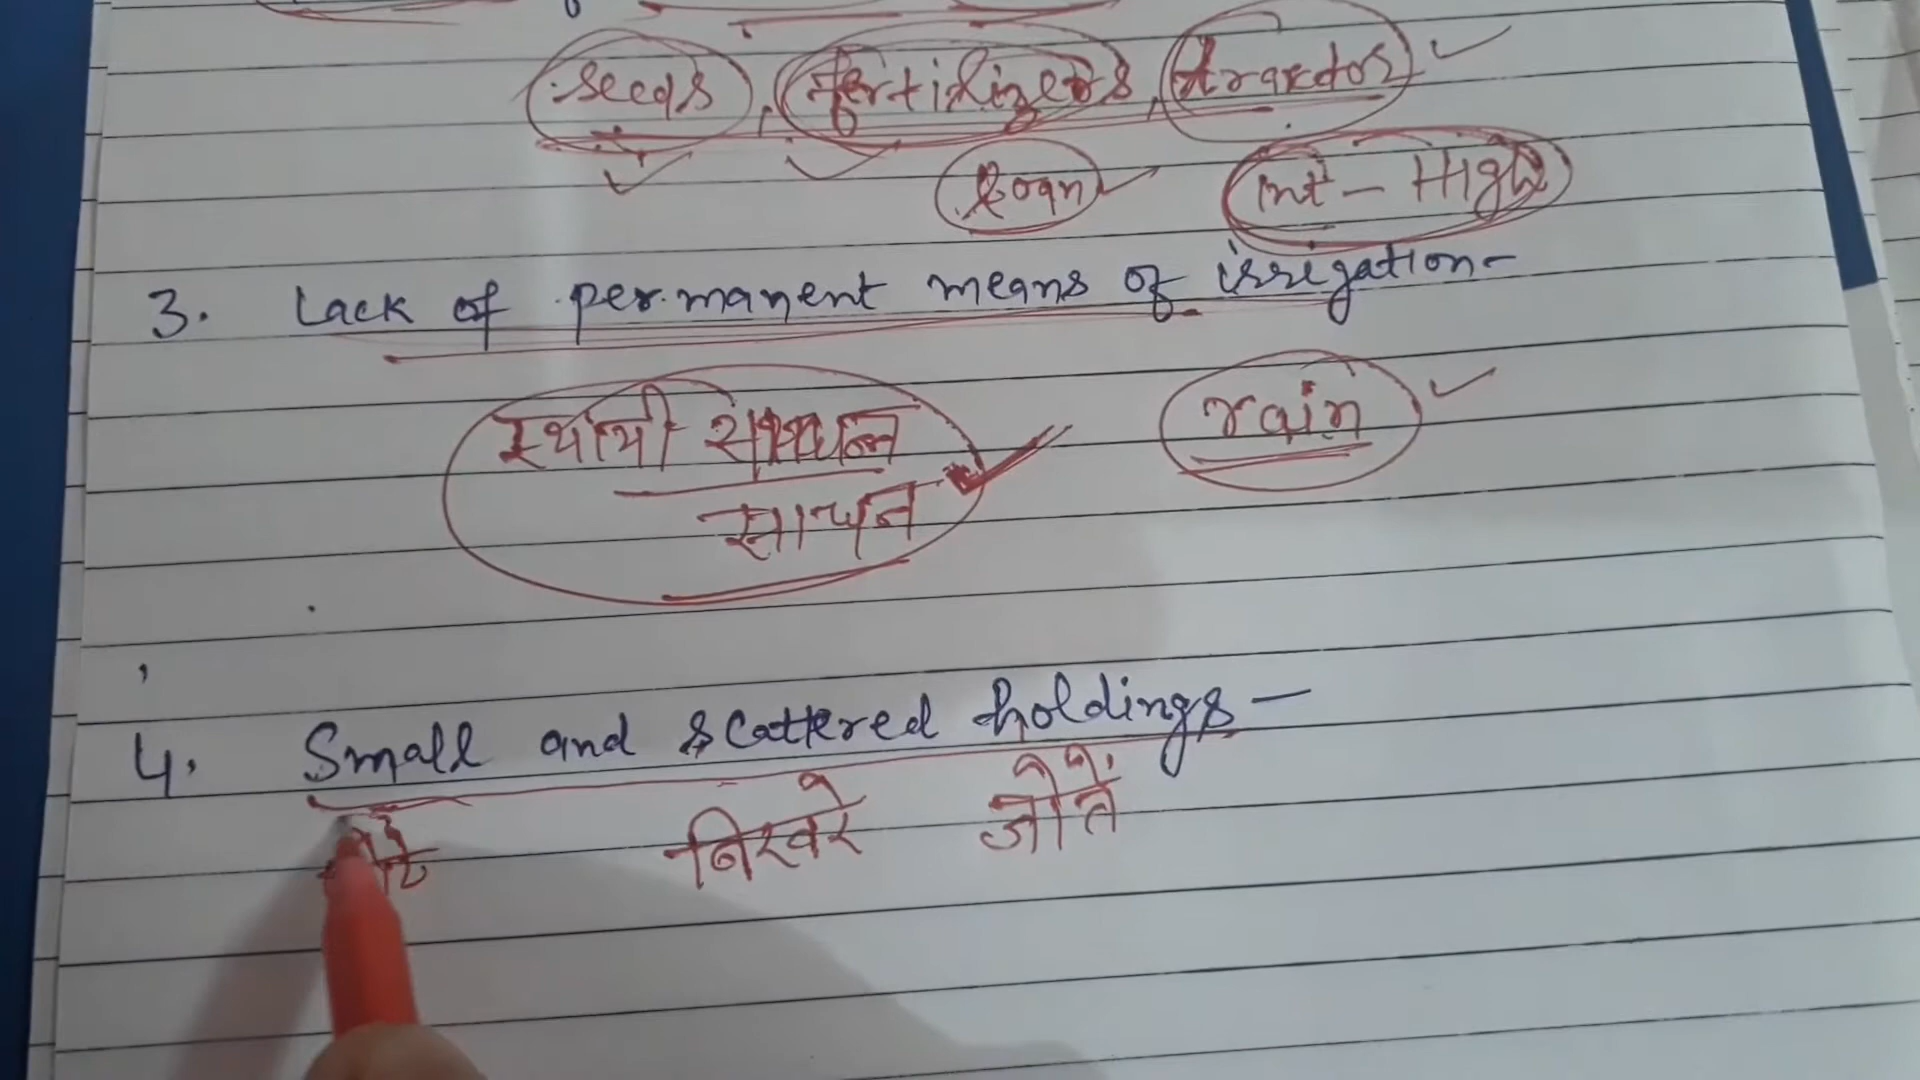 seeds, fertilizers, tractor
loan Int - High
3. Lack of permanent means of irrigation-
स्थायी rain
साधन
4. Small and scattered holdings-
बिखरे जोतें